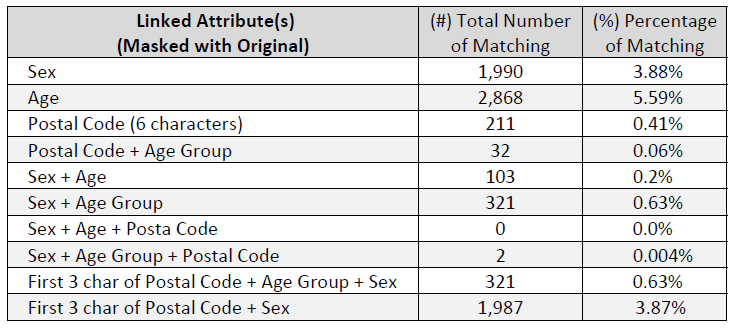 Linked Attribute(s) (#) Total Number (%) Percentage
(Masked with Original) of Matching of Matching
Sex 1,990 3.88%
Age 2,868 5.59%
Postal Code (6 characters) 211 0.41%
Postal Code + Age Group 32 0.06%
Sex + Age 103 0.2%
Sex + Age Group 321 0.63%
Sex + Age + Posta Code 0 0.0%
Sex + Age Group + Postal Code 2 0.004%
First 3 char of Postal Code + Age Group + Sex 321 0.63%
First 3 char of Postal Code + Sex 1,987 3.87%